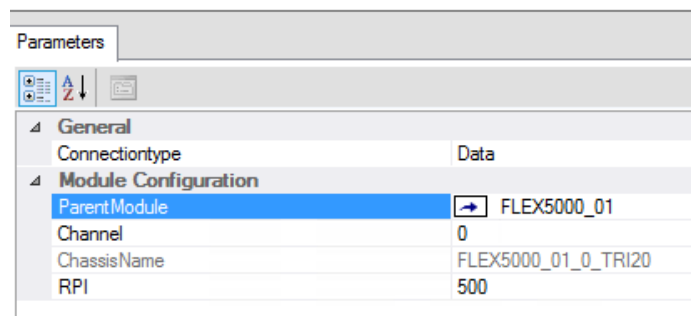 Parameters
A
Z
General
Connectiontype Data
Module Configuration
ParentModule FLEX5000_01
Channel 0
ChassisName FLEX5000_01_0_TRI20
RPI 500